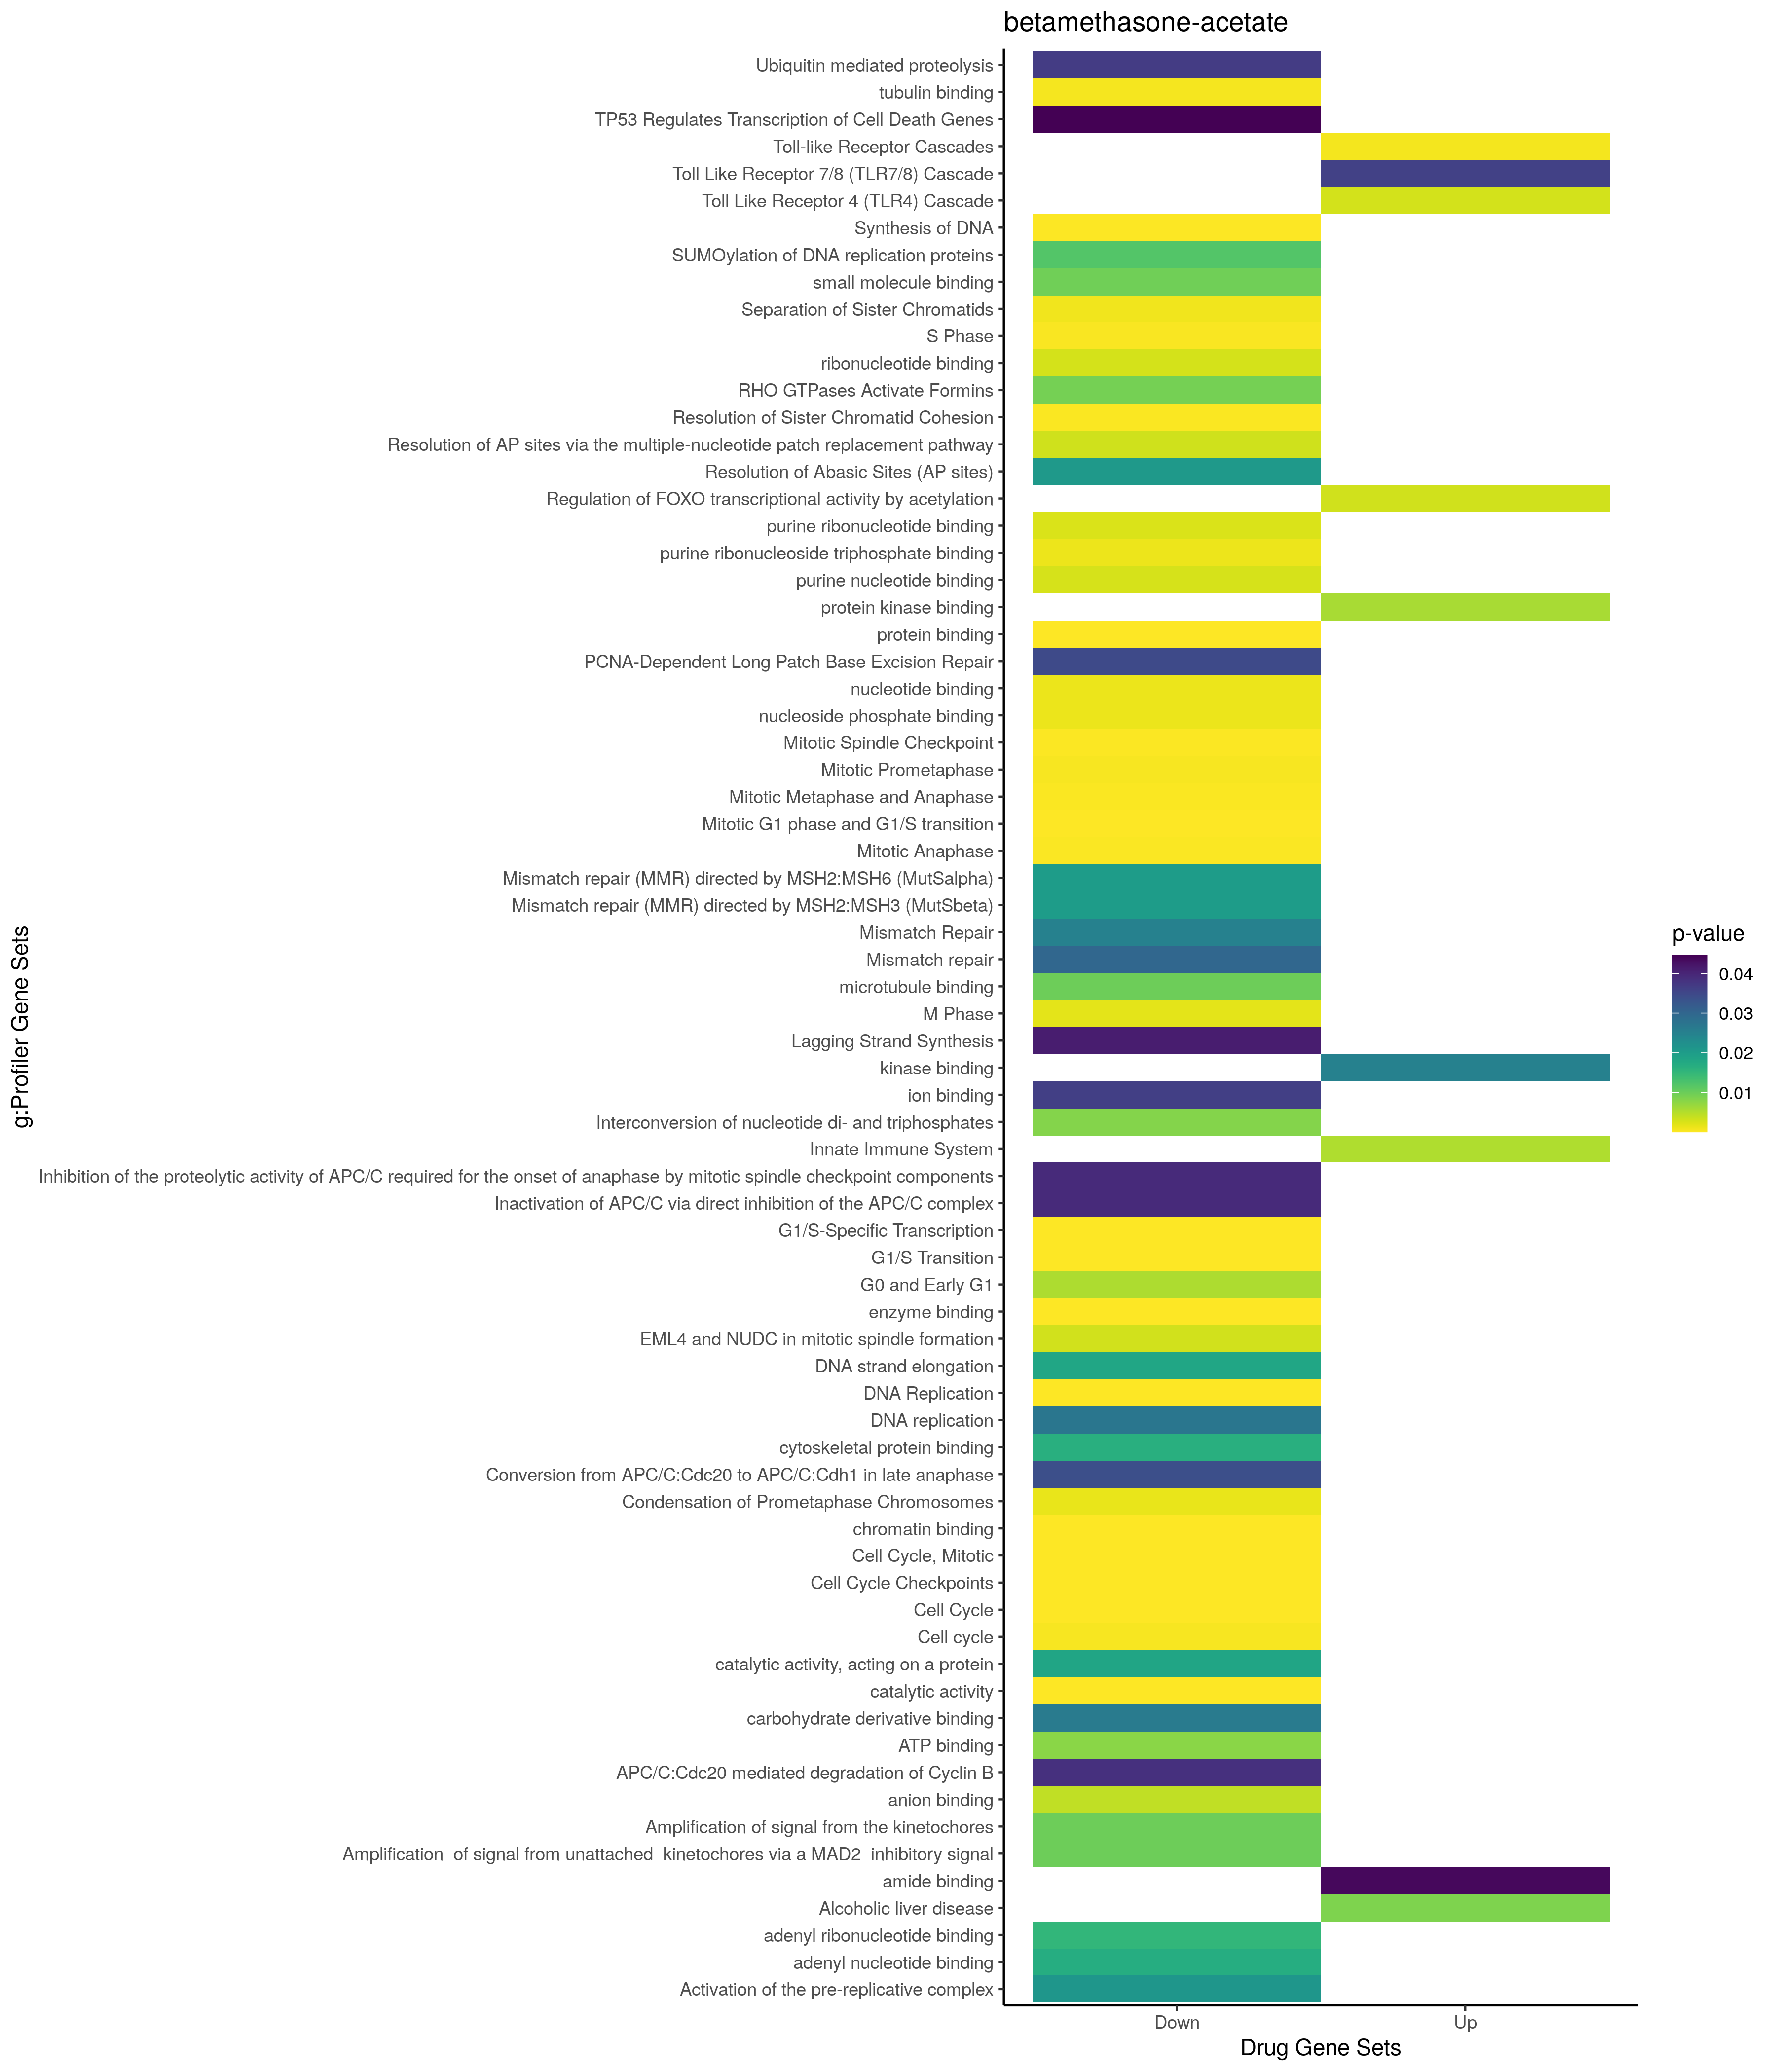 betamethasone-acetate
Ubiquitin mediated proteolysis
tubulin binding
TP53 Regulates Transcription of Cell Death Genes
Toll-like Receptor Cascades
Toll Like Receptor 7/8 (TLR7/8) Cascade
Toll Like Receptor 4 (TLR4) Cascade
Synthesis of DNA
SUMOylation of DNA replication proteins
small molecule binding
Separation of Sister Chromatids
S Phase
ribonucleotide binding
RHO GTPases Activate Formins
Resolution of Sister Chromatid Cohesion
Resolution of AP sites via the multiple-nucleotide patch replacement pathway
Resolution of Abasic Sites (AP sites)
Regulation of FOXO transcriptional activity by acetylation
purine ribonucleotide binding
purine ribonucleoside triphosphate binding
purine nucleotide binding
protein kinase binding
protein binding
PCNA-Dependent Long Patch Base Excision Repair
nucleotide binding
nucleoside phosphate binding
Mitotic Spindle Checkpoint
Mitotic Prometaphase
Mitotic Metaphase and Anaphase
Mitotic G1 phase and G1/S transition
Mitotic Anaphase
Mismatch repair (MMR) directed by MSH2:MSH6 (MutSalpha)
Mismatch repair (MMR) directed by MSH2:MSH3 (MutSbeta)
Mismatch Repair
Mismatch repair
microtubule binding
M Phase
Lagging Strand Synthesis
kinase binding
ion binding
Interconversion of nucleotide di- and triphosphates
Innate Immune System
Inhibition of the proteolytic activity of APC/C required for the onset of anaphase by mitotic spindle checkpoint components
Inactivation of APC/C via direct inhibition of the APC/C complex
G1/S-Specific Transcription
G1/S Transition
G0 and Early G1
enzyme binding
EML4 and NUDC in mitotic spindle formation
DNA strand elongation
DNA Replication
DNA replication
cytoskeletal protein binding
Conversion from APC/C:Cdc20 to APC/C:Cdh1 in late anaphase
Condensation of Prometaphase Chromosomes
chromatin binding
Cell Cycle, Mitotic
Cell Cycle Checkpoints
Cell Cycle
Cell cycle
catalytic activity, acting on a protein
catalytic activity
carbohydrate derivative binding
ATP binding
APC/C:Cdc20 mediated degradation of Cyclin B
anion binding
Amplification of signal from the kinetochores
Amplification  of signal from unattached  kinetochores via a MAD2  inhibitory signal
amide binding
Alcoholic liver disease
adenyl ribonucleotide binding
adenyl nucleotide binding
Activation of the pre-replicative complex
g:Profiler Gene Sets
Down
Up
Drug Gene Sets
p-value
0.04
0.03
0.02
0.01